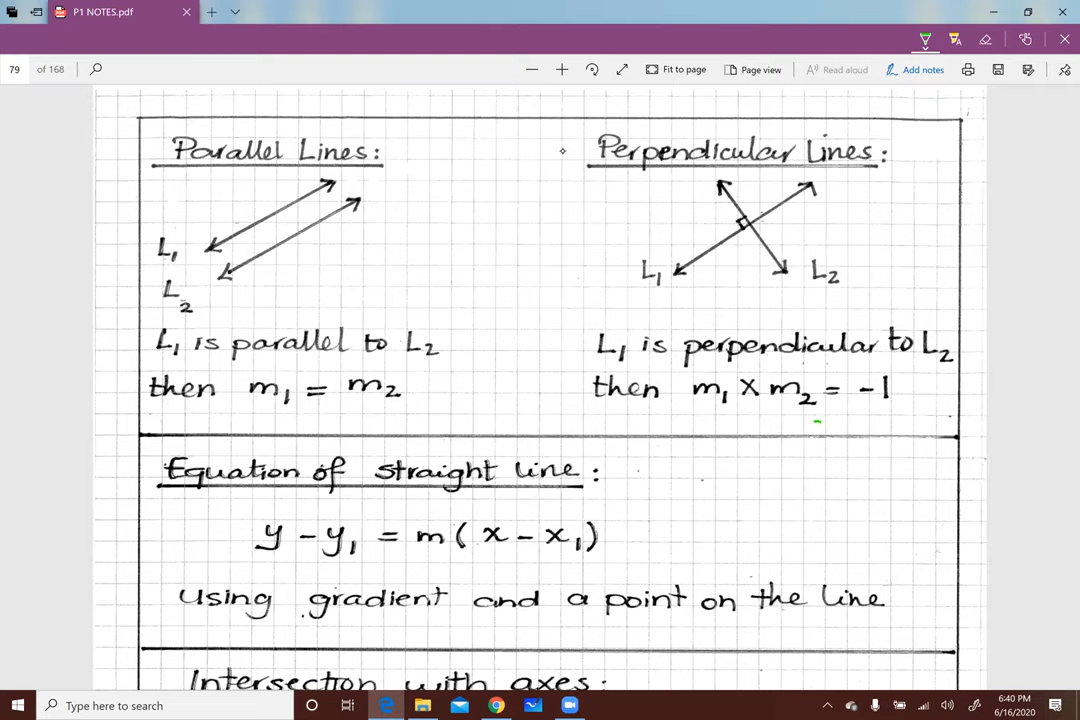 P1 NOTES.pdf
79 of 168
Fit to page
Page view
Read aloud
Add notes
Parallel Lines:
L1
L2
L1 is parallel to L2
then m1 = m2
Perpendicular Lines:
L1
L2
L1 is perpendicular to L2
then m1 × m2 = -1
Equation of straight line:
y - y1 = m(x - x1)
using gradient and a point on the line
Intersection with axes:
Type here to search
6:40 PM
6/16/2020